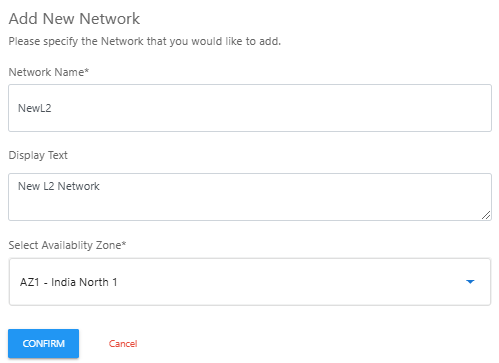 Add New Network
Please specify the Network that you would like to add.
Network Name*
NewL2
Display Text
New L2 Network
Select Availablity Zone*
AZ1 - India North 1
CONFIRM Cancel